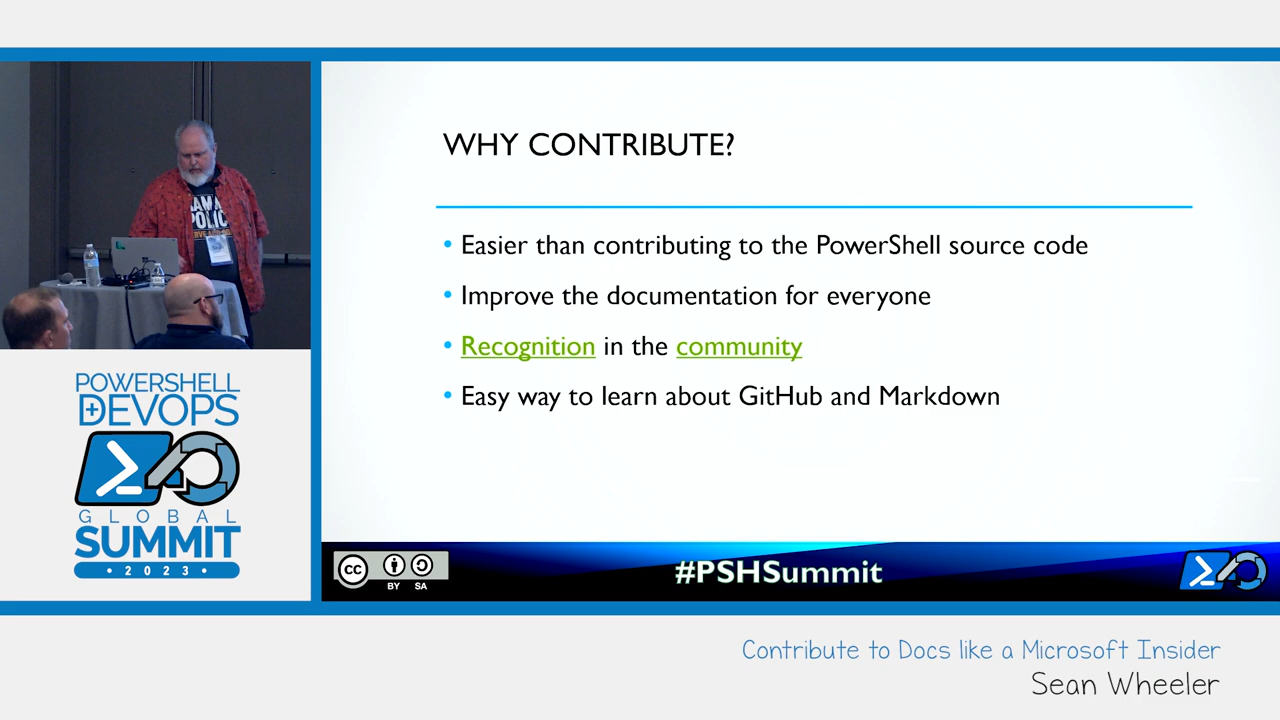 WHY CONTRIBUTE?
• Easier than contributing to the PowerShell source code
• Improve the documentation for everyone
• Recognition in the community
• Easy way to learn about GitHub and Markdown
POWERSHELL
+DEVOPS
GLOBAL
SUMMIT
• 2023 •
cc
BY SA
#PSHSummit
Contribute to Docs like a Microsoft Insider
Sean Wheeler